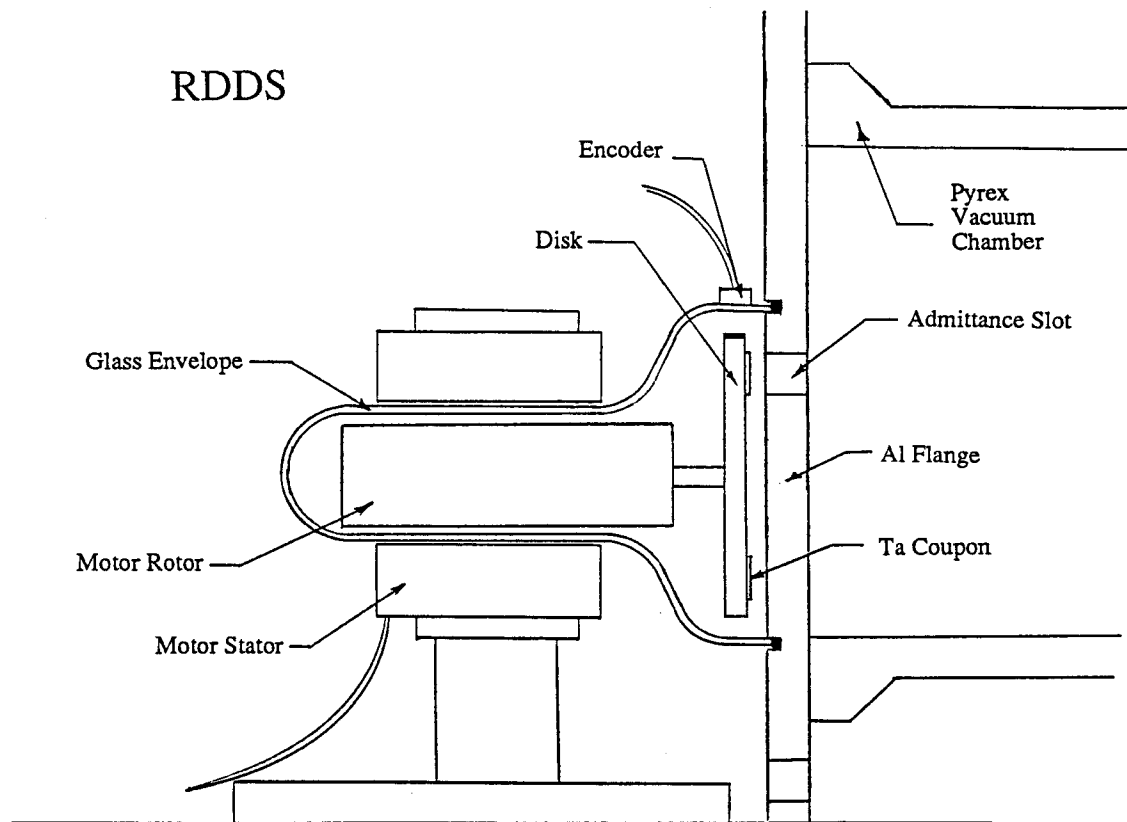 RDDS
Encoder
Pyrex
Vacuum
Chamber
Disk
Admittance Slot
Glass Envelope
Al Flange
Ta Coupon
Motor Rotor
Motor Stator